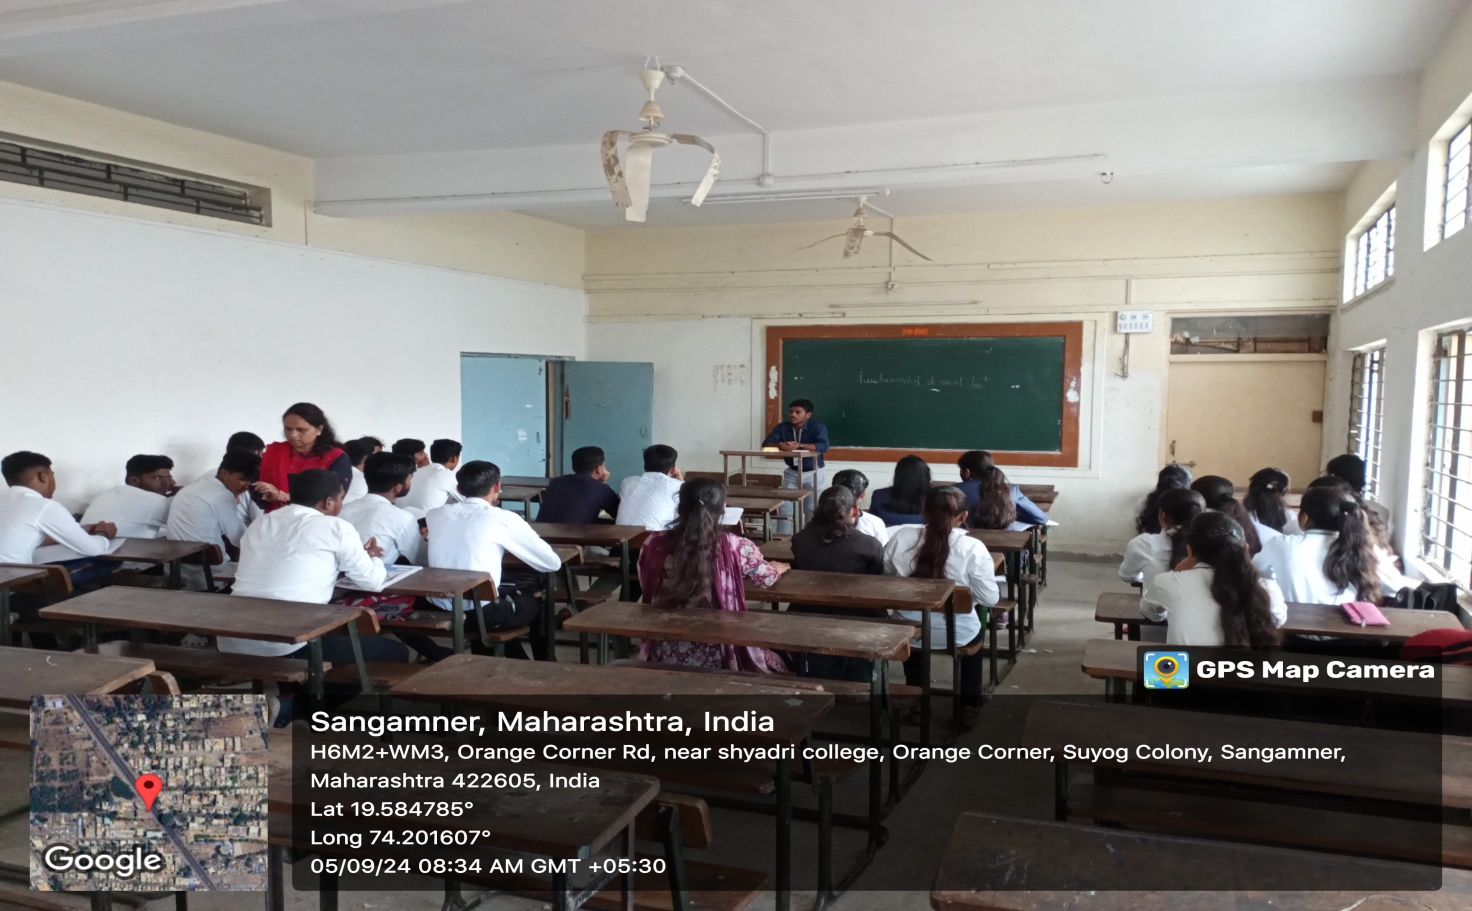 GPS Map Camera
Sangamner, Maharashtra, India
H6M2+WM3, Orange Corner Rd, near shyadri college, Orange Corner, Suyog Colony, Sangamner,
Maharashtra 422605, India
Lat 19.584785°
Long 74.201607°
05/09/24 08:34 AM GMT +05:30
Google